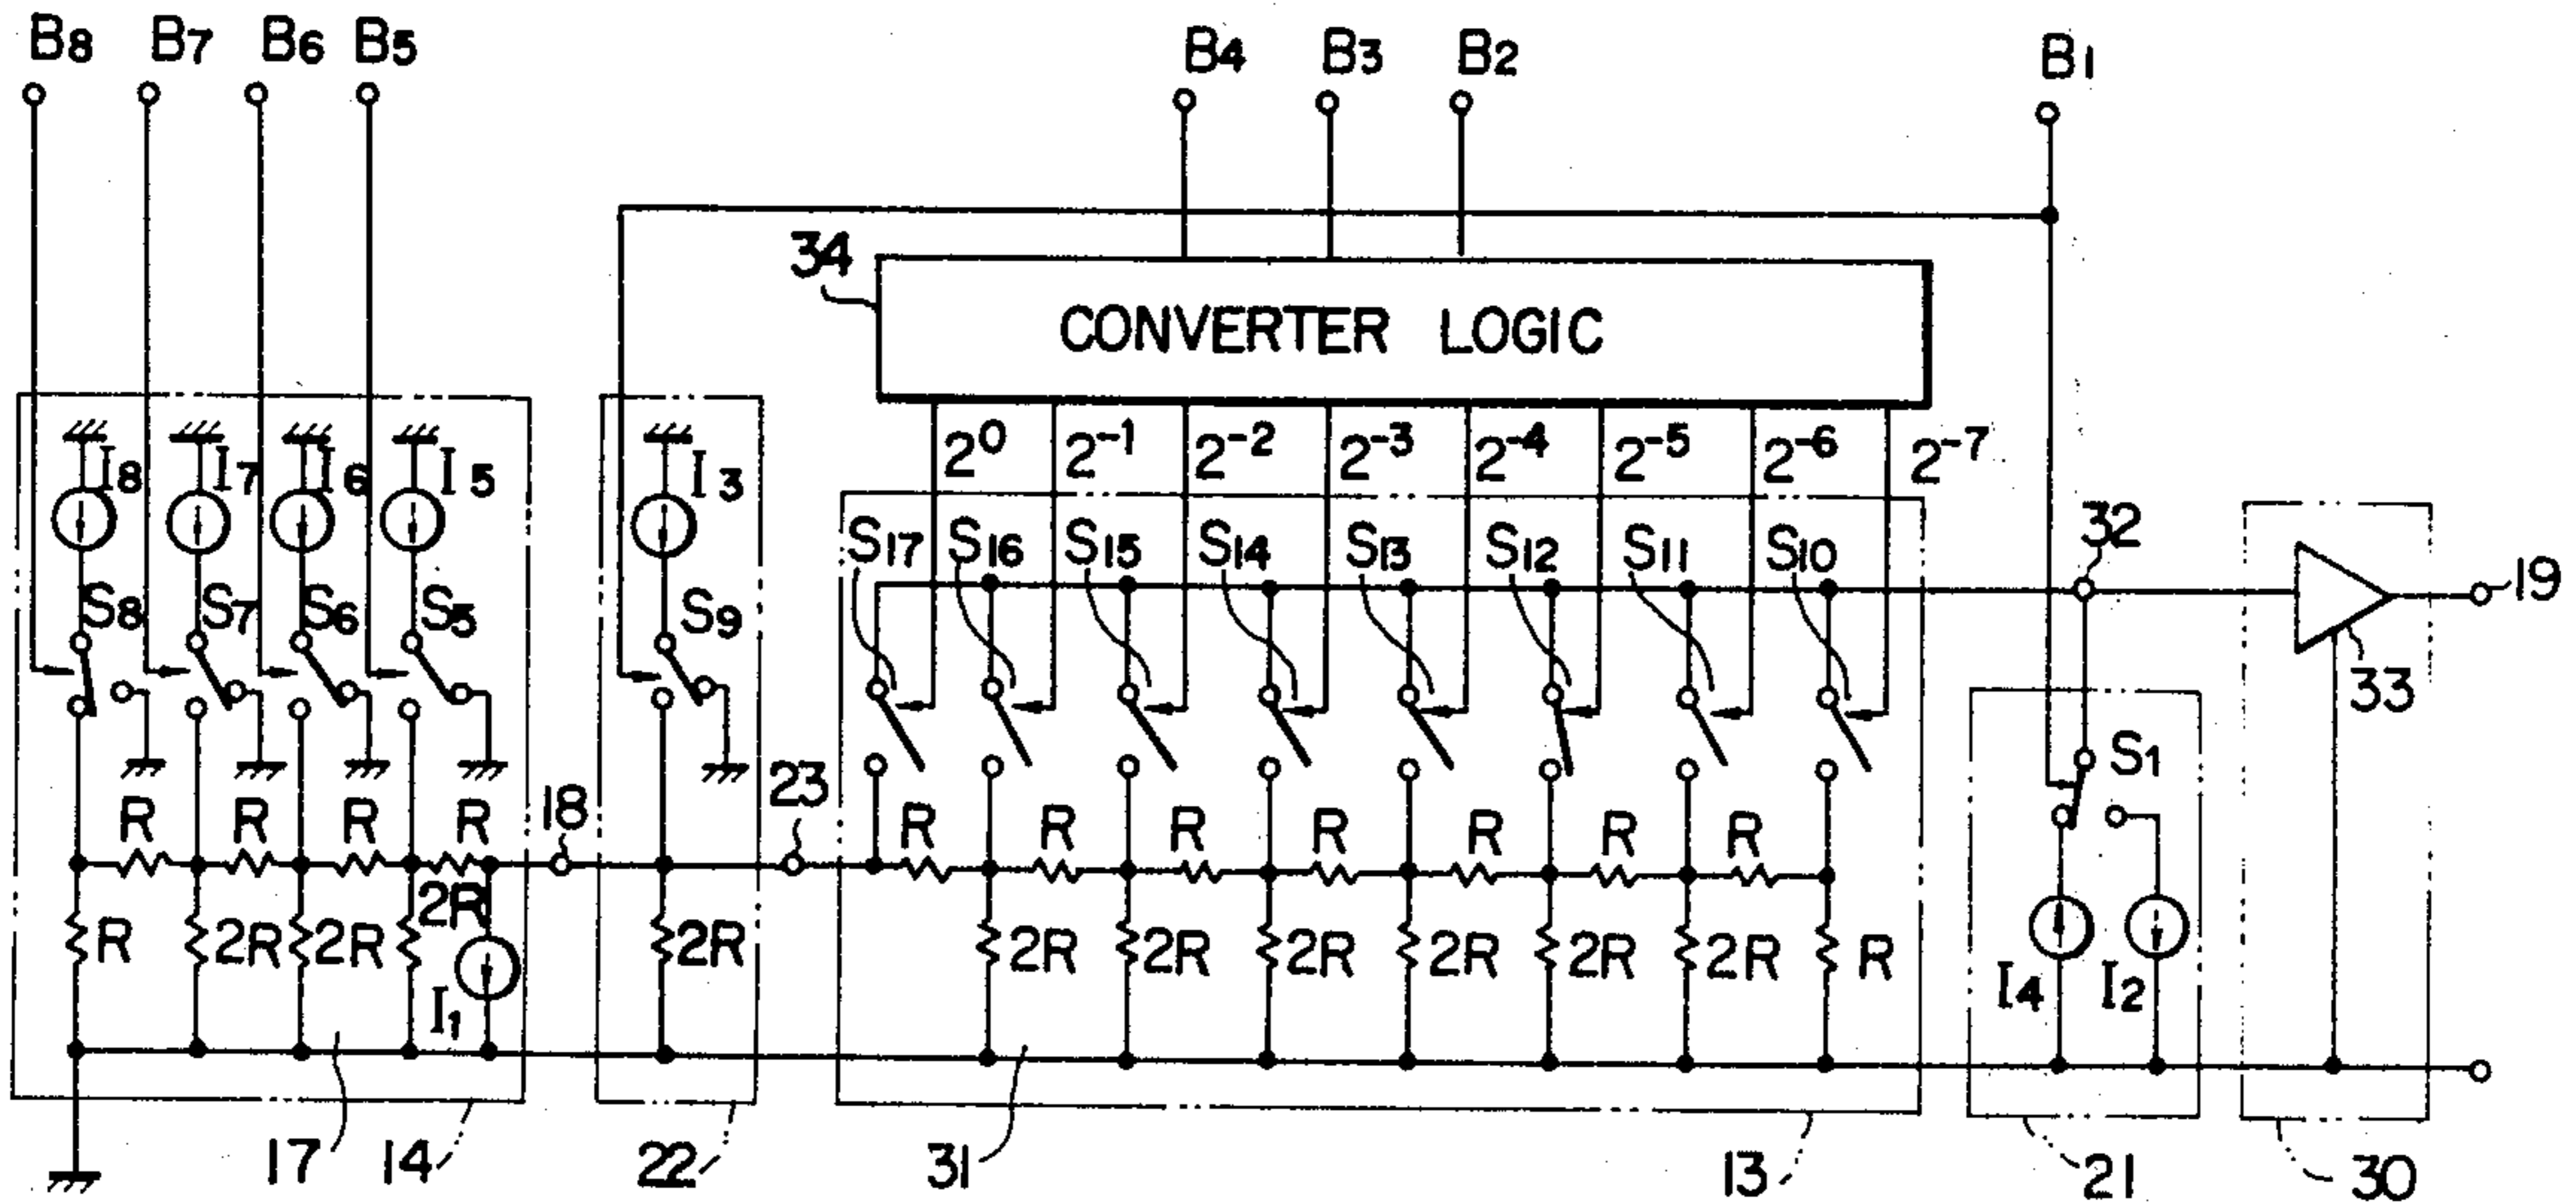 B8 B7 B6 B5 B4 B3 B2 B1
34
CONVERTER LOGIC
I8 I7 I6 I5 I3
2^0 2^-1 2^-2 2^-3 2^-4 2^-5 2^-6 2^-7
S17 S16 S15 S14 S13 S12 S11 S10
32
19
S8 S7 S6 S5 S9
33
S1
R R R R 18 23 R R R R R R R
2R
R 2R 2R 2R 2R 2R 2R 2R 2R 2R R
I1 I4 I2
17 14 22 31 13 21 30